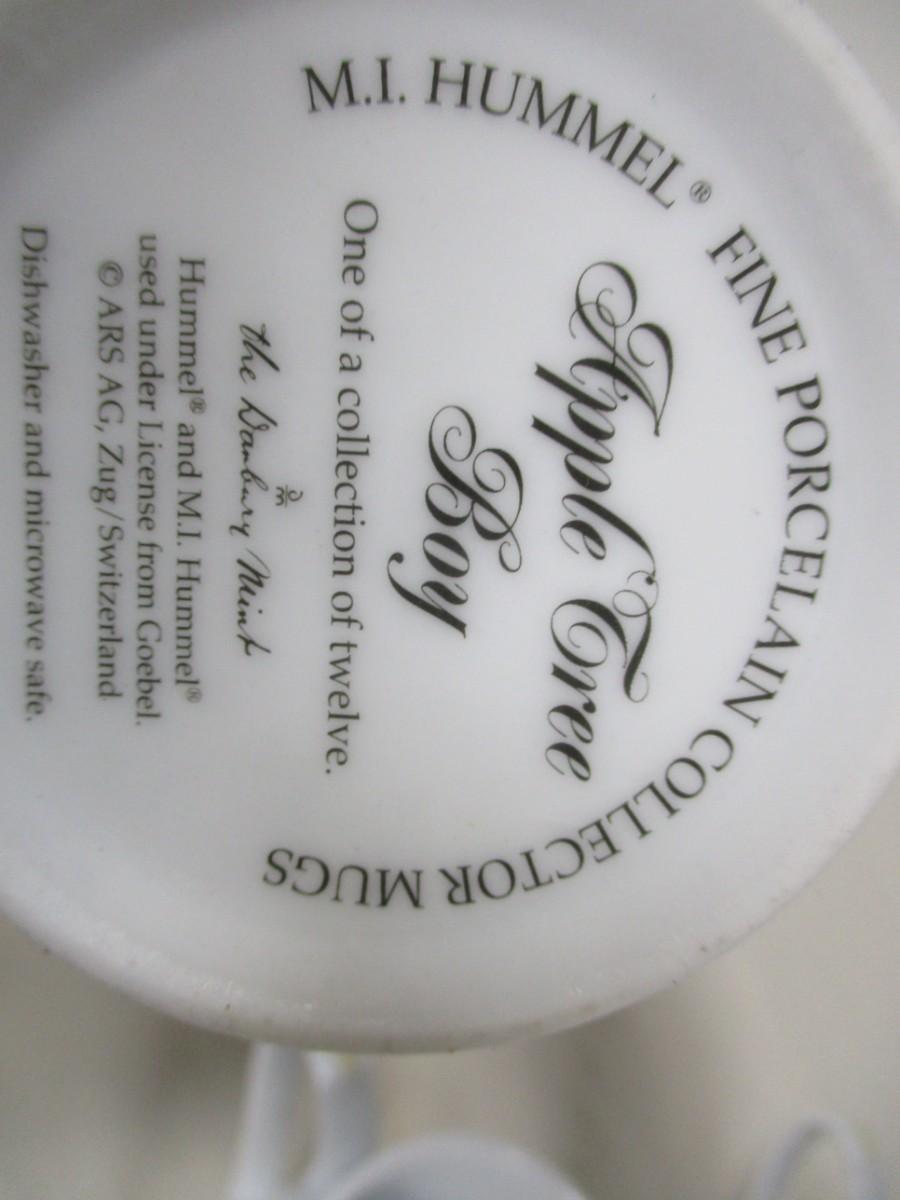 M.I. HUMMEL® FINE PORCELAIN COLLECTOR MUGS
Apple Tree
Boy
One of a collection of twelve.
the Danbury Mint
Hummel® and M.I. Hummel®
used under License from Goebel.
© ARS AG, Zug/Switzerland
Dishwasher and microwave safe.